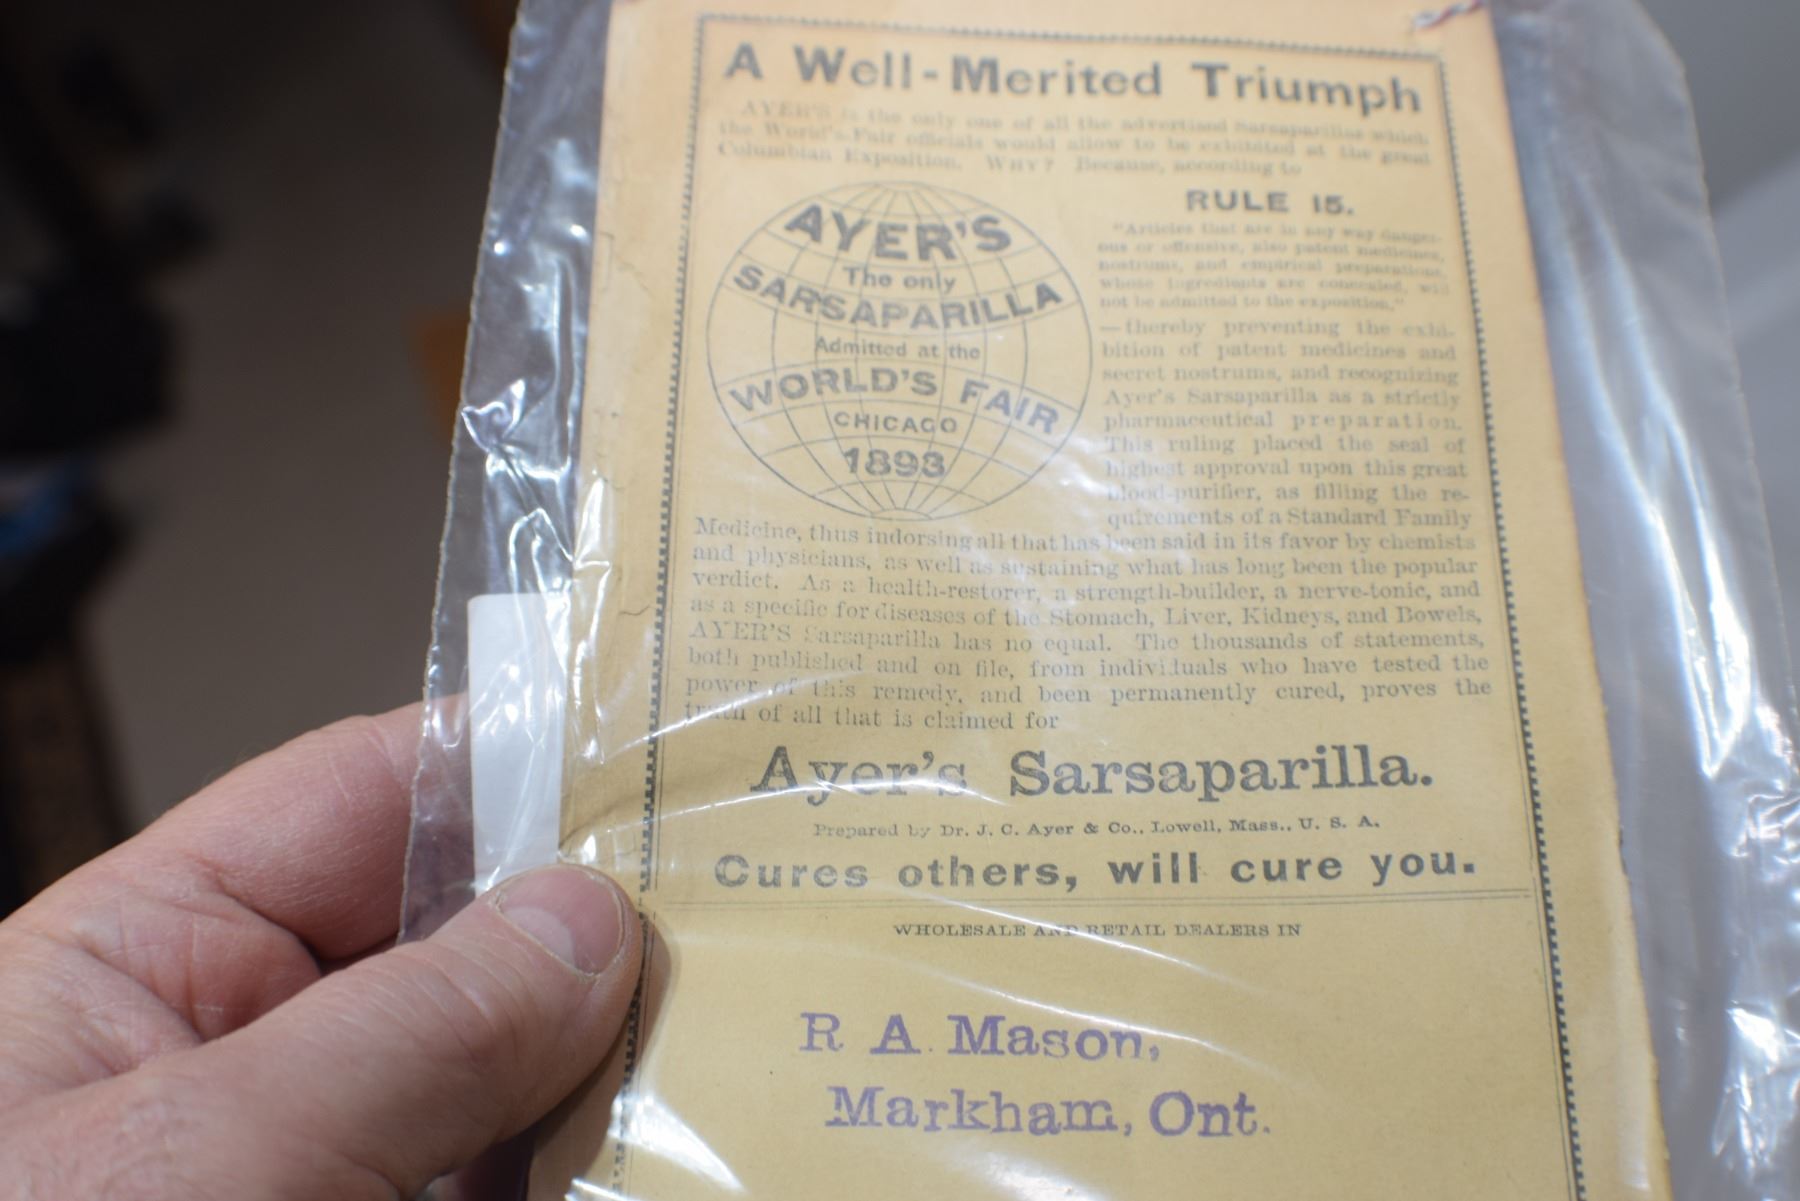 A Well-Merited Triumph
AYER'S is the only one of all the advertised Sarsaparillas which
the World's-Fair officials would allow to be exhibited at the great
Columbian Exposition. WHY? Because, according to
AYER'S
The only
SARSAPARILLA
Admitted at the
WORLD'S FAIR
CHICAGO
1893
RULE 15.
"Articles that are in any way danger-
ous or offensive, also patent medicines,
nostrums, and empirical preparations,
whose ingredients are concealed, will
not be admitted to the exposition,"
—thereby preventing the exhi-
bition of patent medicines and
secret nostrums, and recognizing
Ayer's Sarsaparilla as a strictly
pharmaceutical preparation.
This ruling placed the seal of
highest approval upon this great
blood-purifier, as filling the re-
quirements of a Standard Family
Medicine, thus indorsing all that has been said in its favor by chemists
and physicians, as well as sustaining what has long been the popular
verdict. As a health-restorer, a strength-builder, a nerve-tonic, and
as a specific for diseases of the Stomach, Liver, Kidneys, and Bowels,
AYER'S Sarsaparilla has no equal. The thousands of statements,
both published and on file, from individuals who have tested the
power of this remedy, and been permanently cured, proves the
truth of all that is claimed for
Ayer's Sarsaparilla.
Prepared by Dr. J. C. Ayer & Co., Lowell, Mass., U. S. A.
Cures others, will cure you.
WHOLESALE AND RETAIL DEALERS IN
R A. Mason,
Markham, Ont.